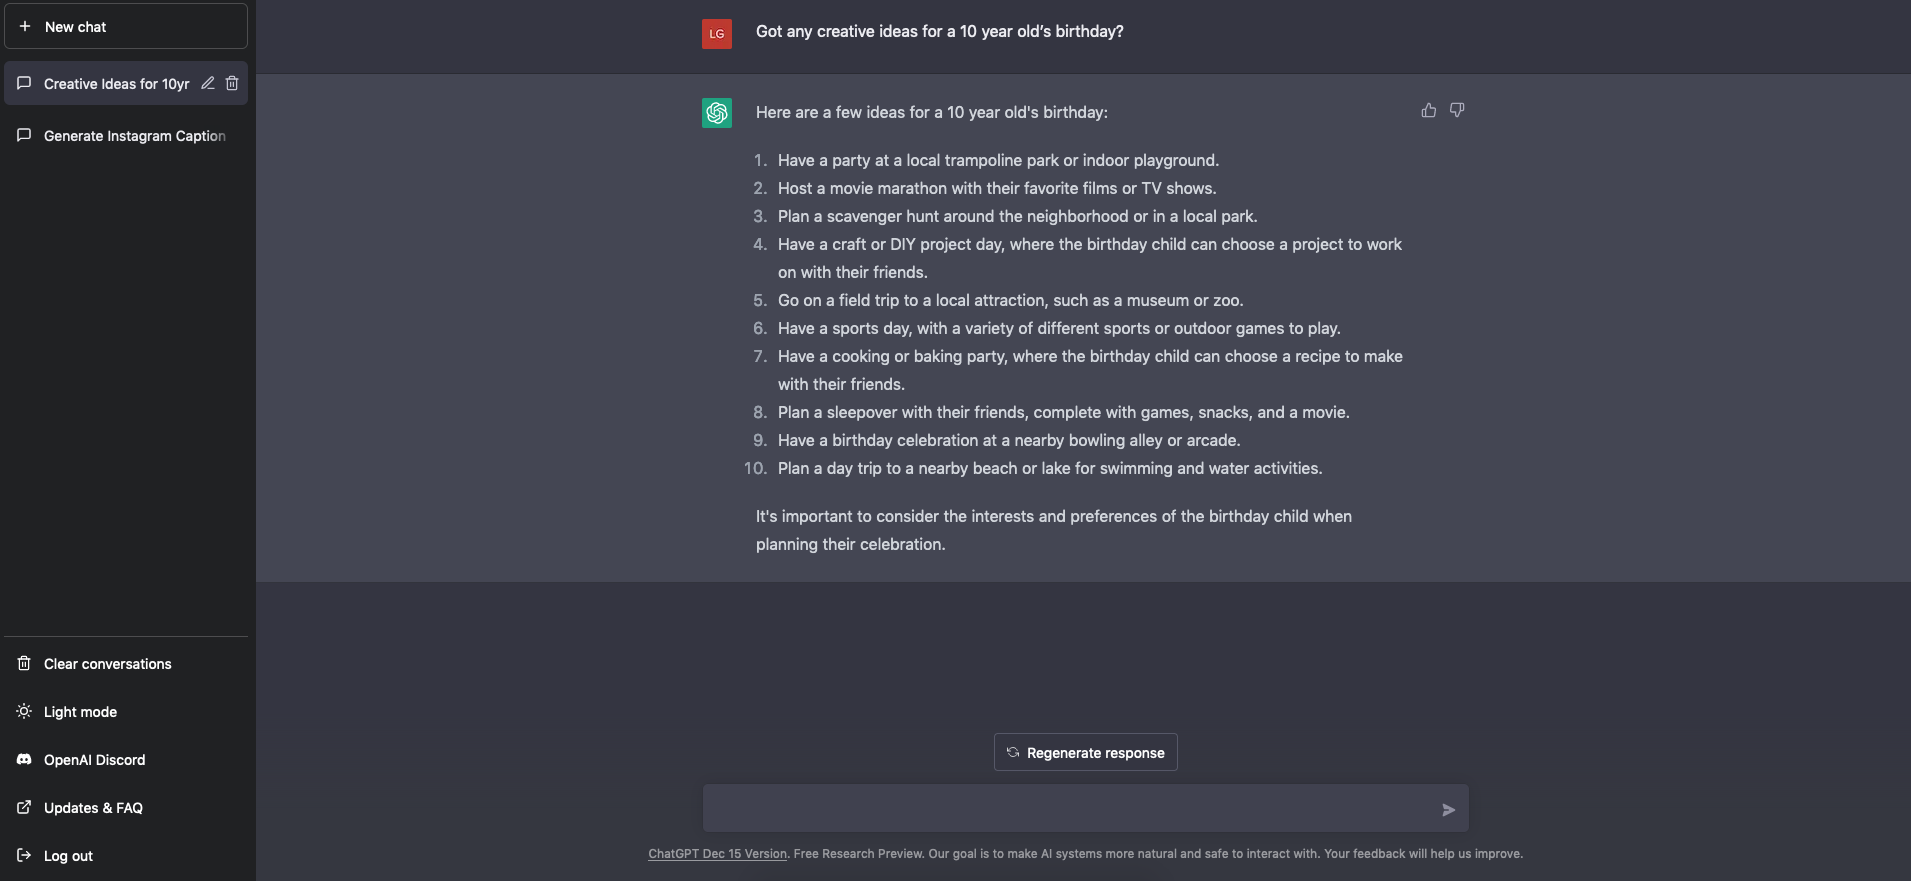 New chat
Creative Ideas for 10yr
Generate Instagram Caption
Clear conversations
Light mode
OpenAI Discord
Updates & FAQ
Log out
LG
Got any creative ideas for a 10 year old’s birthday?
Here are a few ideas for a 10 year old's birthday:
1. Have a party at a local trampoline park or indoor playground.
2. Host a movie marathon with their favorite films or TV shows.
3. Plan a scavenger hunt around the neighborhood or in a local park.
4. Have a craft or DIY project day, where the birthday child can choose a project to work
on with their friends.
5. Go on a field trip to a local attraction, such as a museum or zoo.
6. Have a sports day, with a variety of different sports or outdoor games to play.
7. Have a cooking or baking party, where the birthday child can choose a recipe to make
with their friends.
8. Plan a sleepover with their friends, complete with games, snacks, and a movie.
9. Have a birthday celebration at a nearby bowling alley or arcade.
10. Plan a day trip to a nearby beach or lake for swimming and water activities.
It's important to consider the interests and preferences of the birthday child when
planning their celebration.
Regenerate response
ChatGPT Dec 15 Version. Free Research Preview. Our goal is to make AI systems more natural and safe to interact with. Your feedback will help us improve.